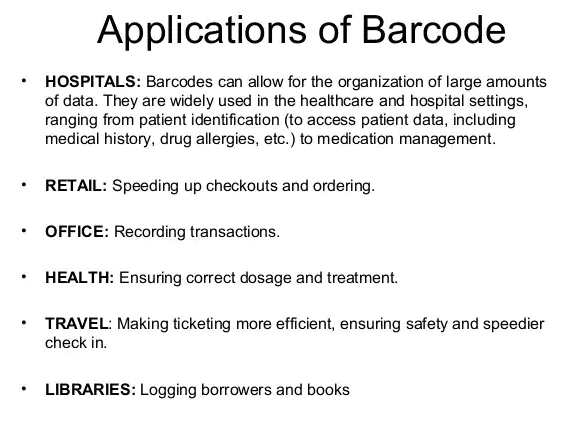 Applications of Barcode
• HOSPITALS: Barcodes can allow for the organization of large amounts
of data. They are widely used in the healthcare and hospital settings,
ranging from patient identification (to access patient data, including
medical history, drug allergies, etc.) to medication management.
• RETAIL: Speeding up checkouts and ordering.
• OFFICE: Recording transactions.
• HEALTH: Ensuring correct dosage and treatment.
• TRAVEL: Making ticketing more efficient, ensuring safety and speedier
check in.
• LIBRARIES: Logging borrowers and books